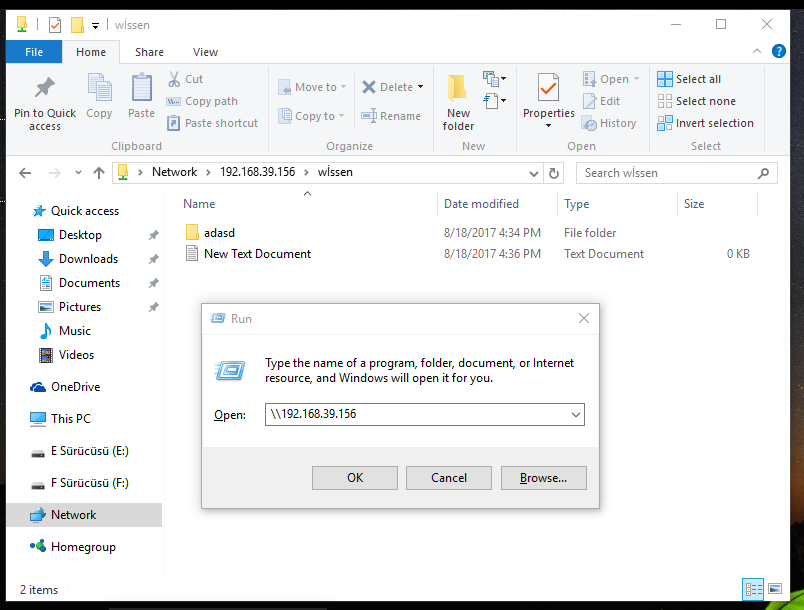 wİssen
File Home Share View
Pin to Quick access
Copy
Paste
Cut
Copy path
Paste shortcut
Clipboard
Move to
Copy to
Delete
Rename
Organize
New folder
New
Properties
Open
Edit
History
Open
Select all
Select none
Invert selection
Select
Network 192.168.39.156 wİssen
Search wİssen
Quick access
Desktop
Downloads
Documents
Pictures
Music
Videos
OneDrive
This PC
E Sürücüsü (E:)
F Sürücüsü (F:)
Network
Homegroup
Name Date modified Type Size
adasd 8/18/2017 4:34 PM File folder
New Text Document 8/18/2017 4:36 PM Text Document 0 KB
Run
Type the name of a program, folder, document, or Internet
resource, and Windows will open it for you.
Open: \\192.168.39.156
OK Cancel Browse...
2 items